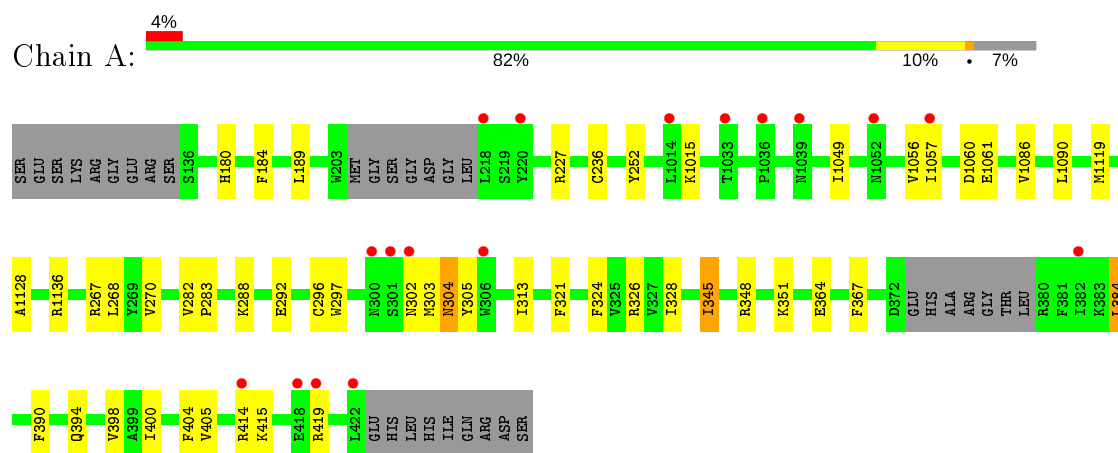 4%
Chain A:
82% 10% • 7%
SER GLU SER LYS ARG GLY GLU ARG SER S136 H180 F184 L189 W203 MET GLY SER GLY ASP GLY LEU L218 S219 Y220 R227 C236 Y252 L1014 K1015 T1033 P1036 N1039 I1049 N1052 V1056 I1057 D1060 E1061 V1086 L1090 M1119
A1128 R1136 R267 L268 Y269 V270 V282 P283 K288 E292 C296 W297 N300 S301 N302 M303 N304 Y305 W306 I313 F321 F324 V325 R326 V327 I328 I345 R348 K351 E364 F367 D372 GLU HIS ALA ARG GLY THR LEU R380 F381 I382 K383 L384
F390 Q394 V398 A399 I400 F404 V405 R414 K415 E418 R419 L422 GLU HIS LEU HIS ILE GLN ARG ASP SER